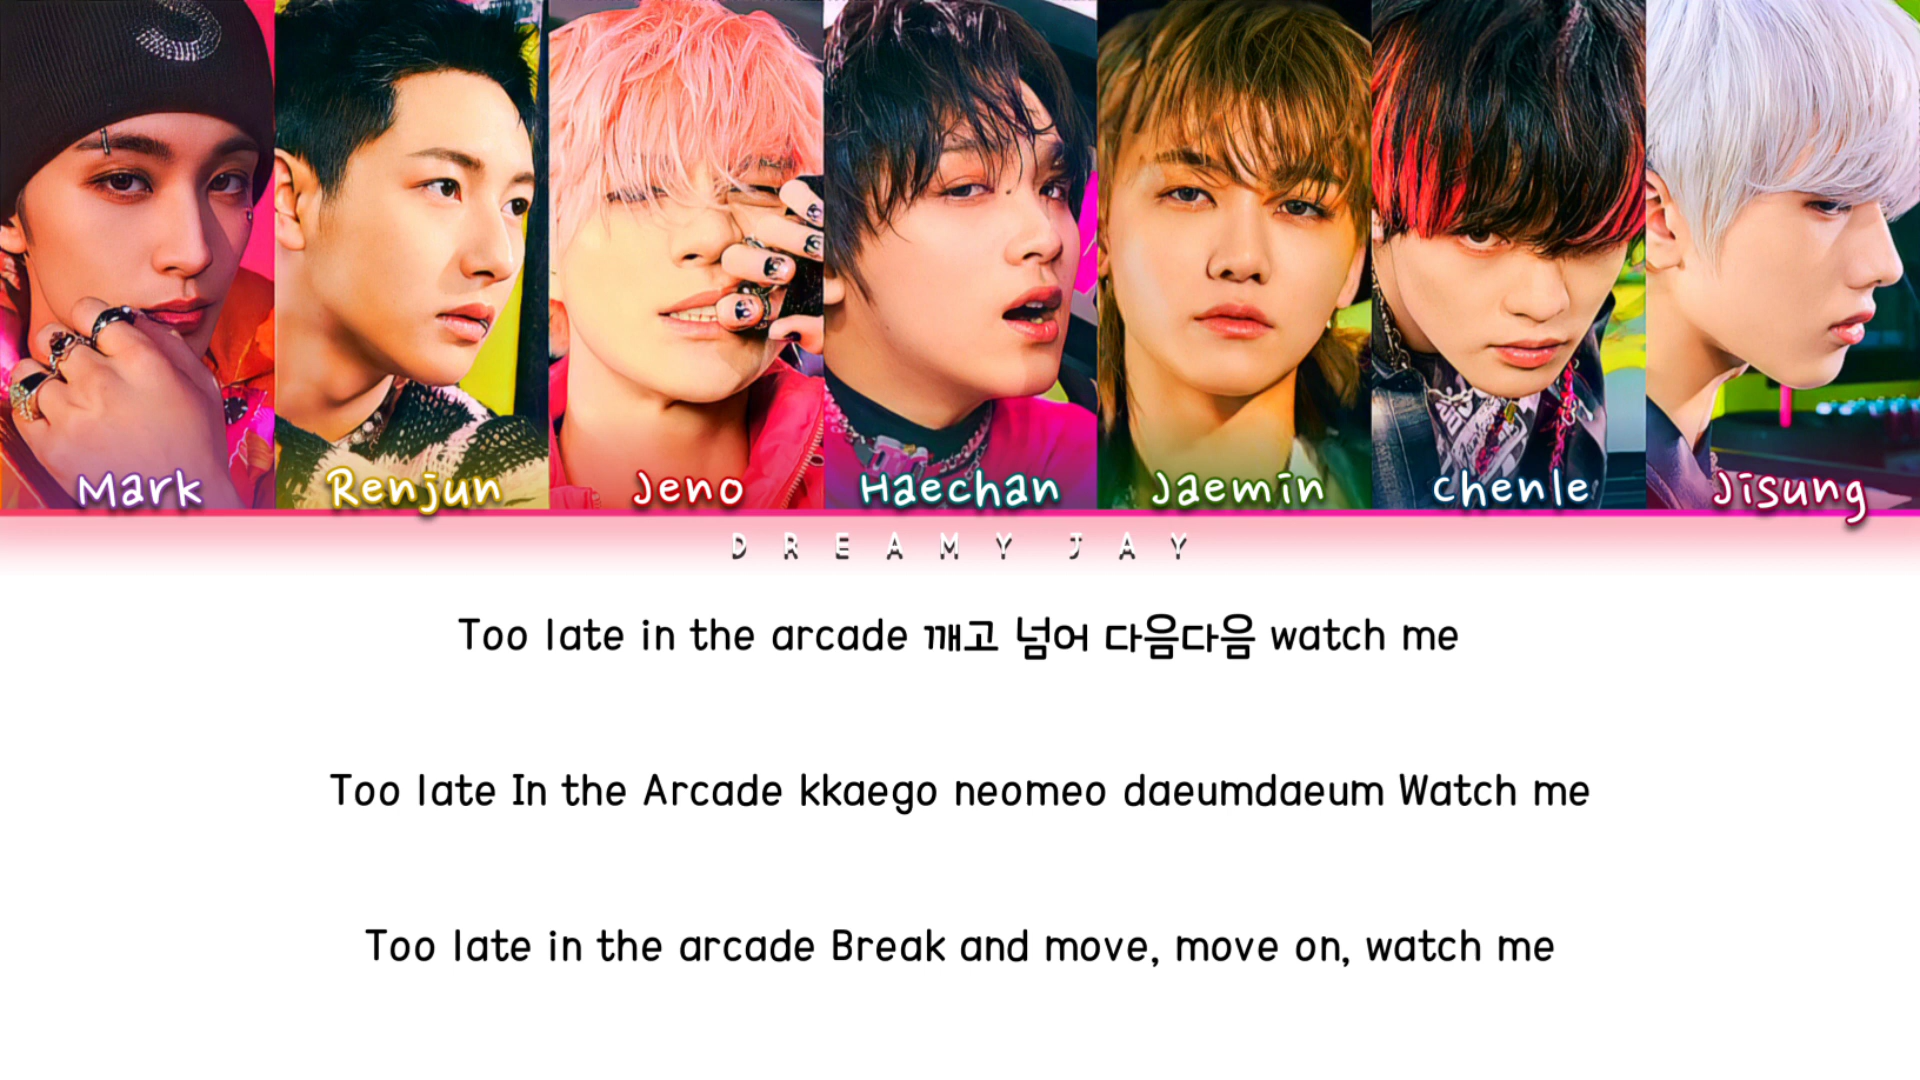 Mark Renjun Jeno Haechan Jaemin Chenle Jisung
DREAMY JAY
Too late in the arcade 깨고 넘어 다음다음 watch me
Too late In the Arcade kkaego neomeo daeumdaeum Watch me
Too late in the arcade Break and move, move on, watch me